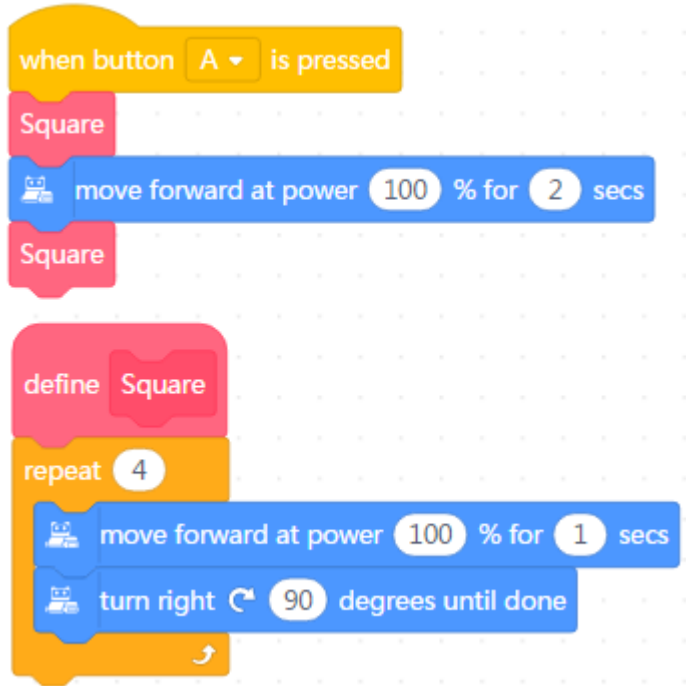 when button A is pressed
Square
move forward at power 100 % for 2 secs
Square
define Square
repeat 4
move forward at power 100 % for 1 secs
turn right 90 degrees until done